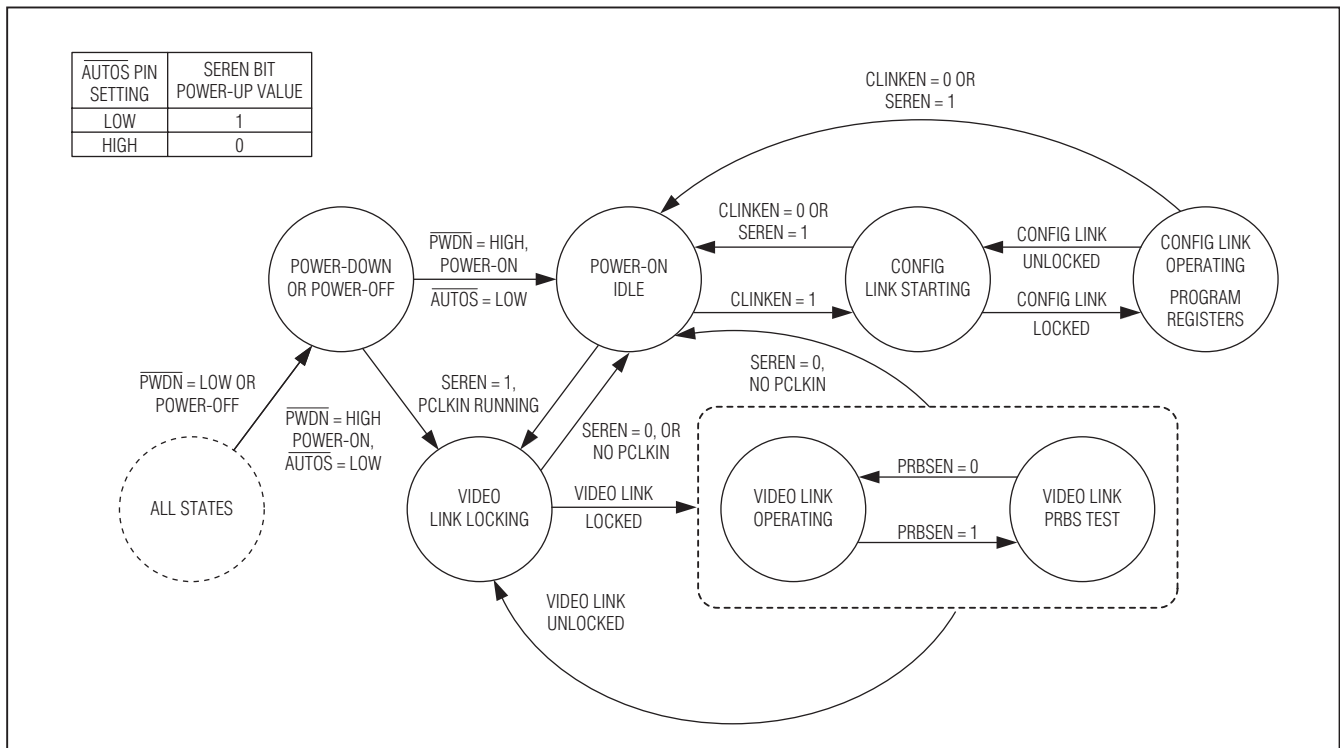 AUTOS PIN
SETTING
SEREN BIT
POWER-UP VALUE
LOW
1
HIGH
0
CLINKEN = 0 OR
SEREN = 1
POWER-DOWN
OR POWER-OFF
PWDN = HIGH,
POWER-ON
AUTOS = LOW
POWER-ON
IDLE
CLINKEN = 0 OR
SEREN = 1
CLINKEN = 1
CONFIG
LINK STARTING
CONFIG LINK
UNLOCKED
CONFIG LINK
LOCKED
CONFIG LINK
OPERATING
PROGRAM
REGISTERS
PWDN = LOW OR
POWER-OFF
ALL STATES
PWDN = HIGH
POWER-ON,
AUTOS = LOW
SEREN = 1,
PCLKIN RUNNING
SEREN = 0, OR
NO PCLKIN
SEREN = 0,
NO PCLKIN
VIDEO
LINK LOCKING
VIDEO LINK
LOCKED
VIDEO LINK
OPERATING
PRBSEN = 0
PRBSEN = 1
VIDEO LINK
PRBS TEST
VIDEO LINK
UNLOCKED